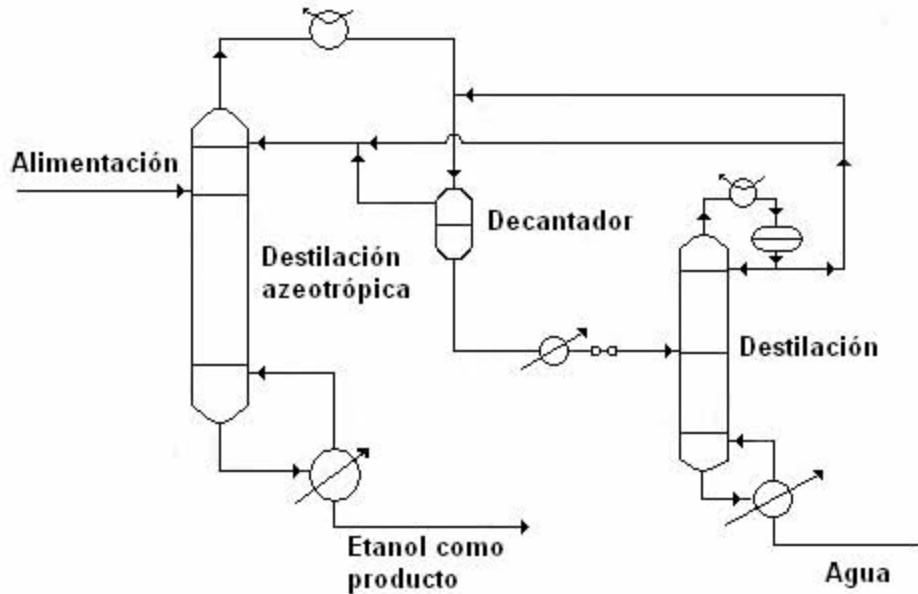 Alimentación
Decantador
Destilación
azeotrópica
Destilación
Etanol como
producto
Agua